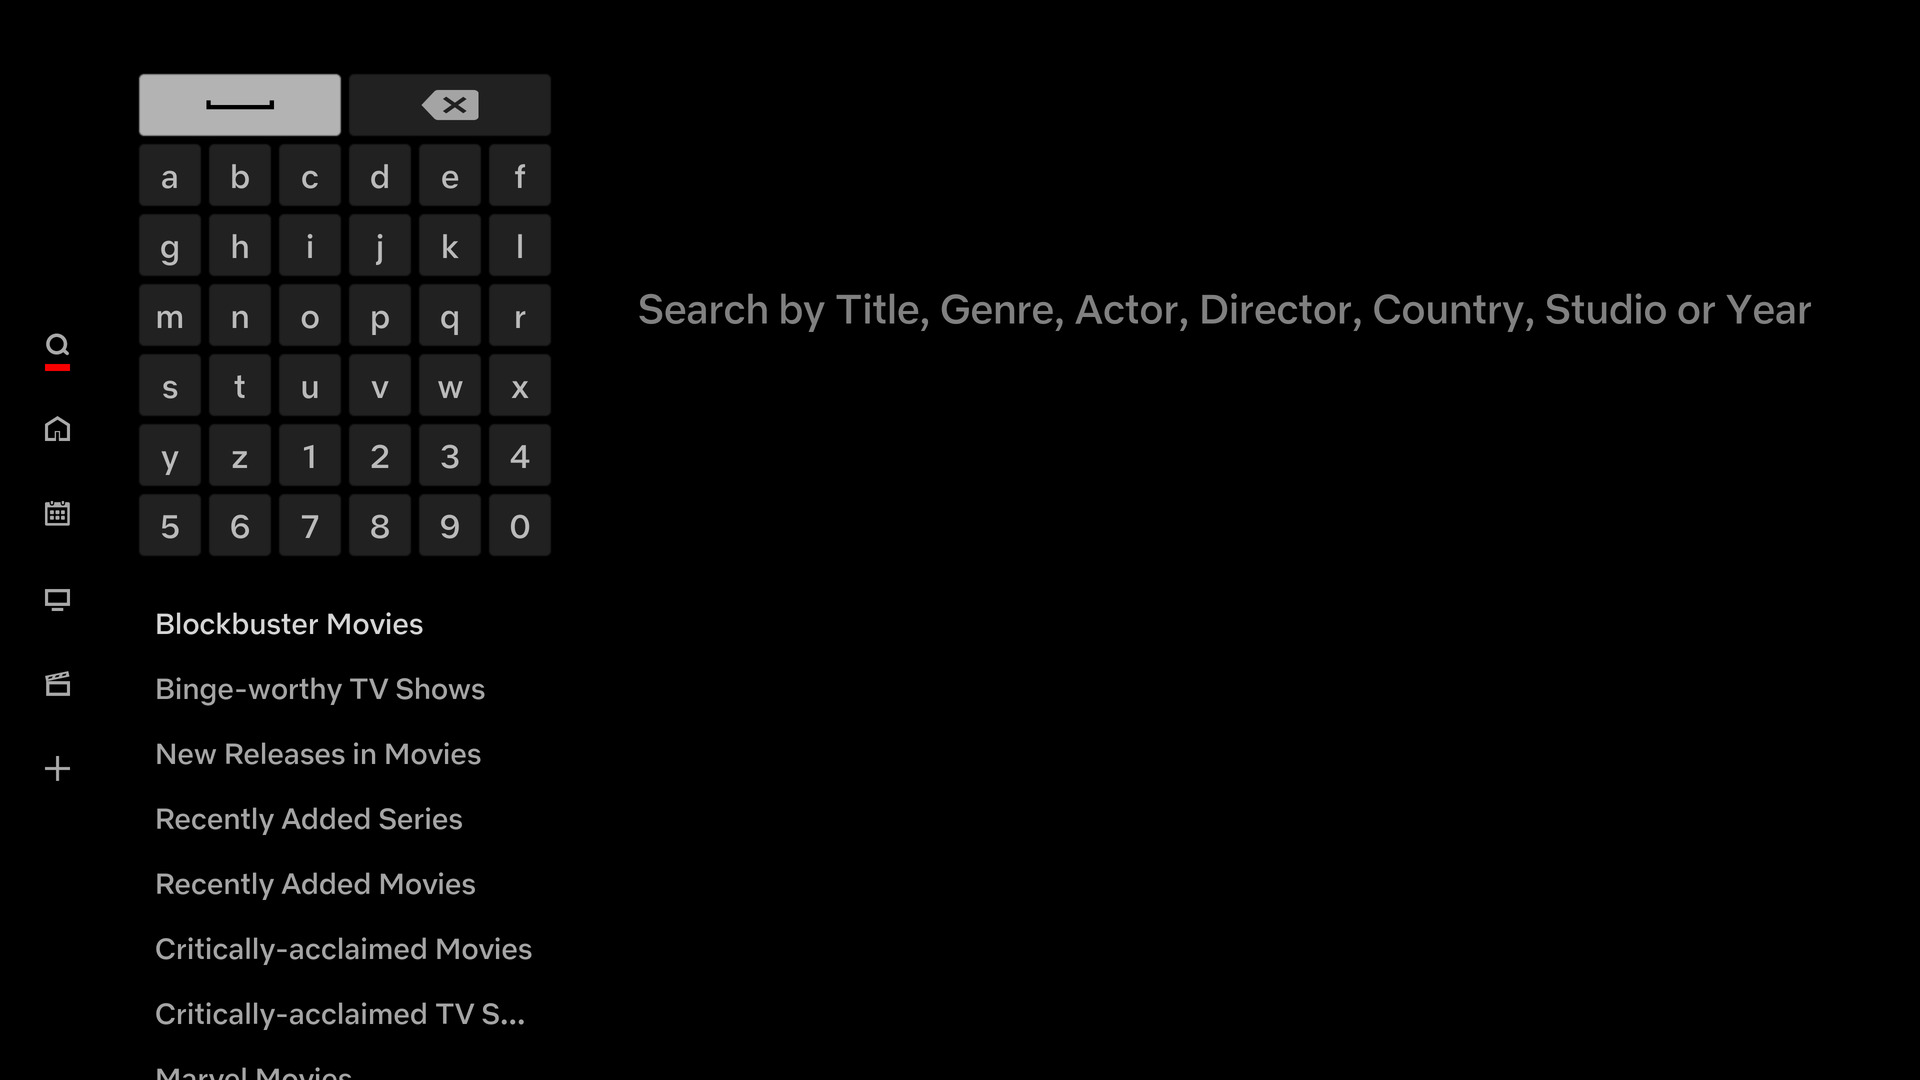 a b c d e f
g h i j k l
m n o p q r
s t u v w x
y z 1 2 3 4
5 6 7 8 9 0
Search by Title, Genre, Actor, Director, Country, Studio or Year
Blockbuster Movies
Binge-worthy TV Shows
New Releases in Movies
Recently Added Series
Recently Added Movies
Critically-acclaimed Movies
Critically-acclaimed TV S...
Marvel Movies